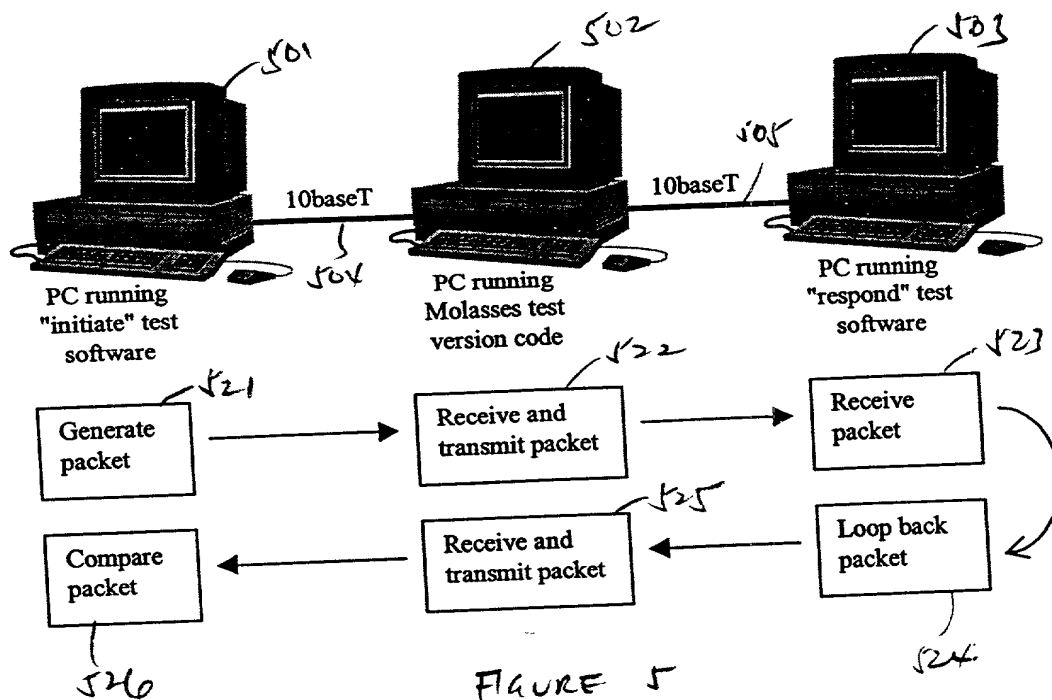 501
502
503
10baseT
505
10baseT
504
PC running
"initiate" test
software
PC running
Molasses test
version code
PC running
"respond" test
software
521
522
523
Generate
packet
Receive and
transmit packet
Receive
packet
525
Compare
packet
Receive and
transmit packet
Loop back
packet
526
524
FIGURE 5